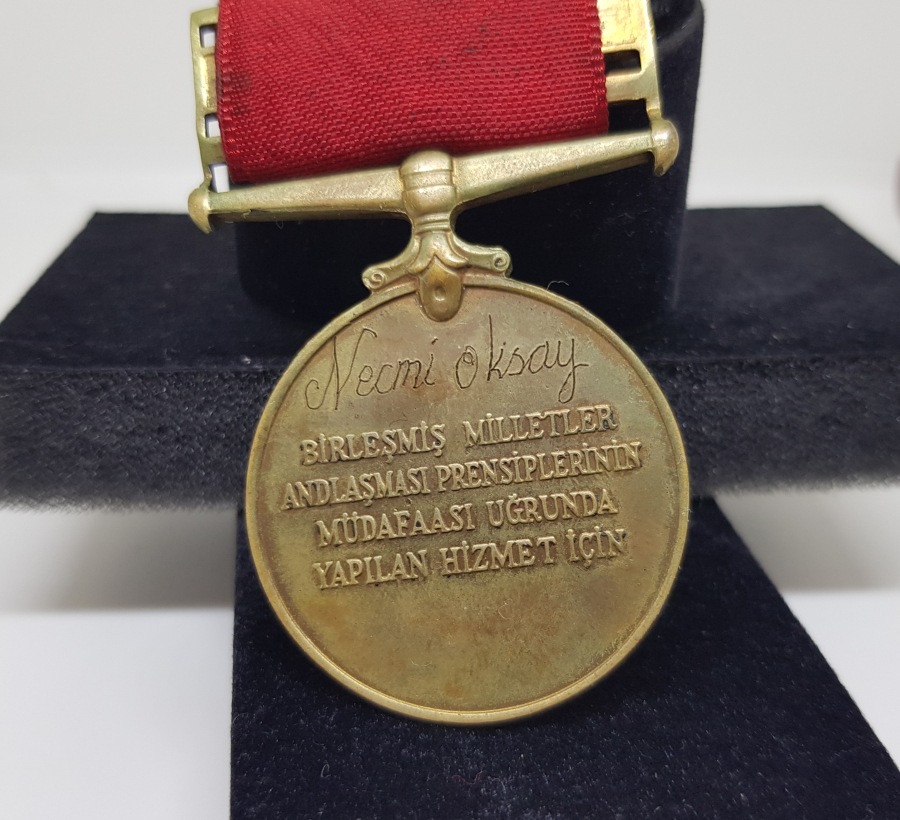 Necmi Oksay
BİRLEŞMİŞ MİLLETLER
ANDLAŞMASI PRENSİPLERİNİN
MÜDAFAASI UĞRUNDA
YAPILAN HİZMET İÇİN